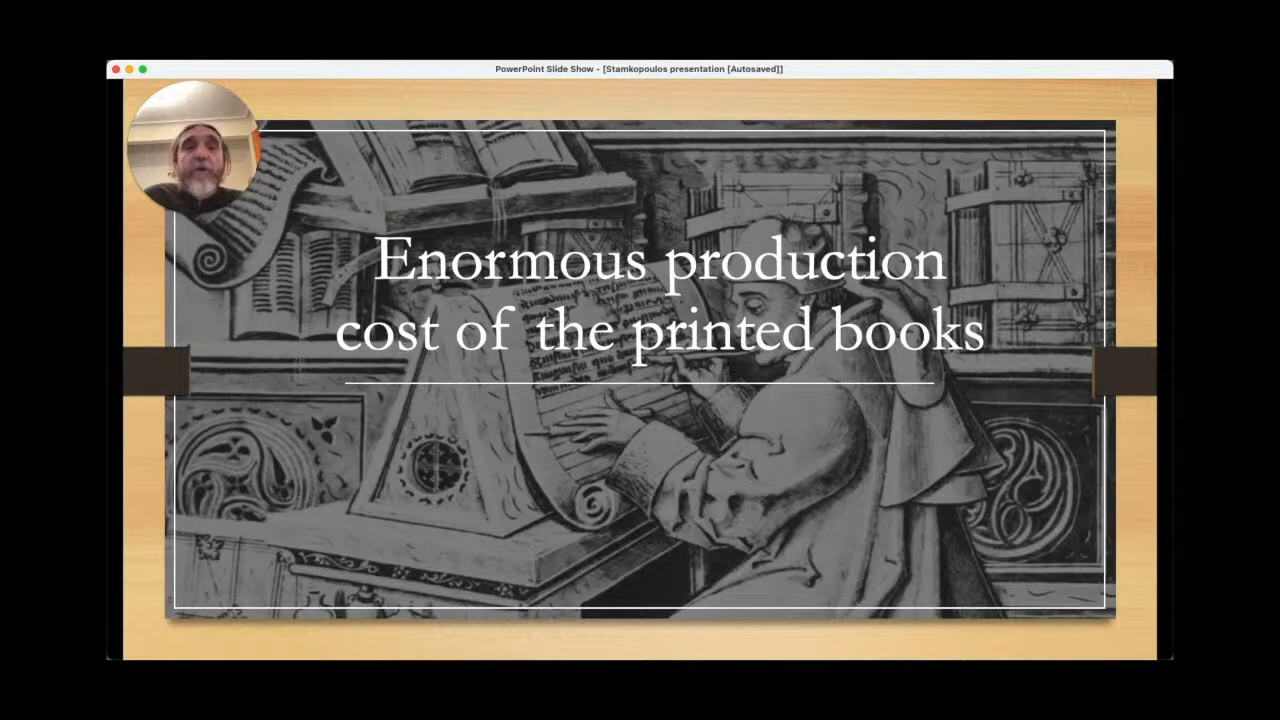 PowerPoint Slide Show - [Stamkopoulos presentation [Autosaved]]
Enormous production
cost of the printed books